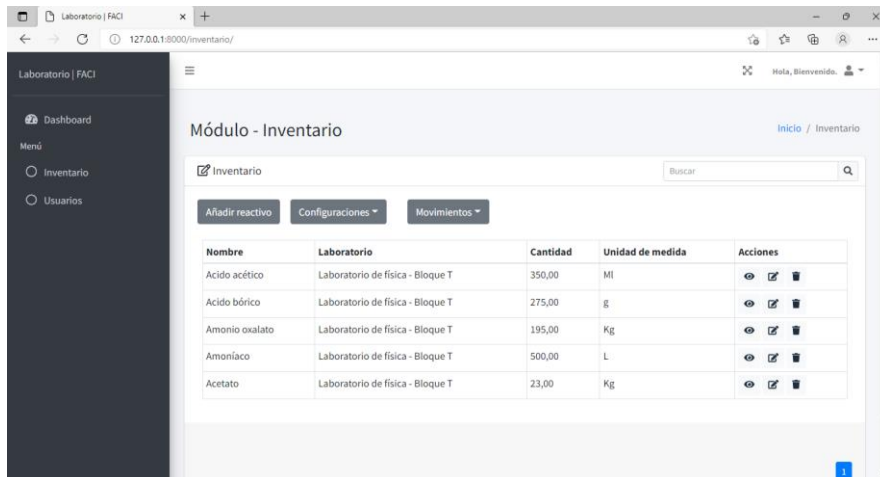 Laboratorio | FACI
127.0.0.1:8000/inventario/
Laboratorio | FACI
Hola, Bienvenido.
Dashboard
Menú
Inventario
Usuarios
Módulo - Inventario
Inicio / Inventario
Inventario
Buscar
Añadir reactivo Configuraciones Movimientos
Nombre Laboratorio Cantidad Unidad de medida Acciones
Acido acético Laboratorio de física - Bloque T 350,00 Ml
Acido bórico Laboratorio de física - Bloque T 275,00 g
Amonio oxalato Laboratorio de física - Bloque T 195,00 Kg
Amoníaco Laboratorio de física - Bloque T 500,00 L
Acetato Laboratorio de física - Bloque T 23,00 Kg
1